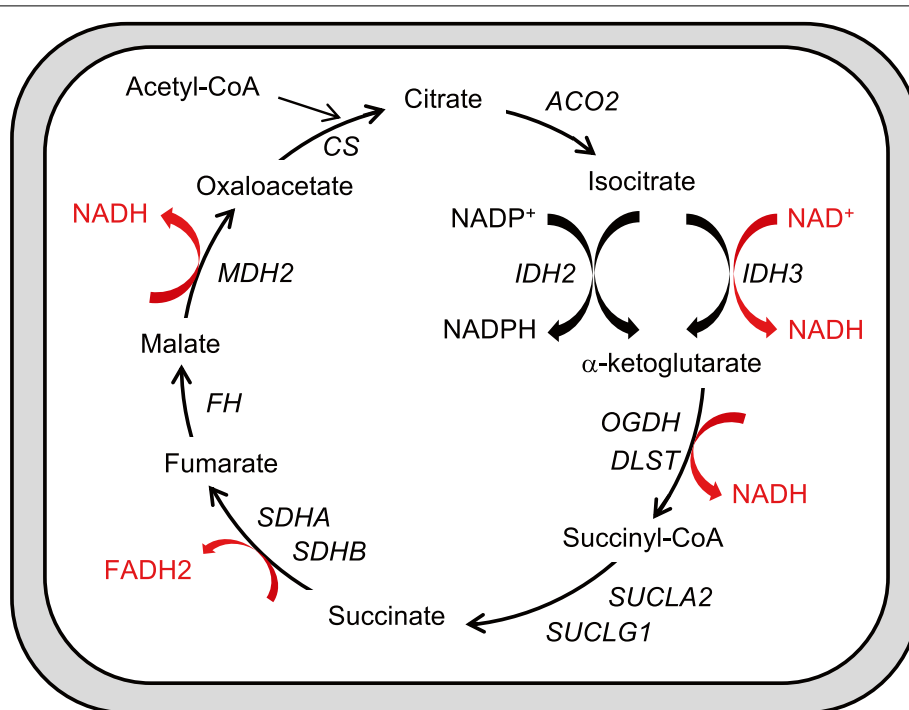 Acetyl-CoA
Citrate
ACO2
CS
Oxaloacetate
Isocitrate
NADH
NADP⁺
NAD⁺
MDH2
IDH2
IDH3
NADPH
NADH
Malate
α-ketoglutarate
FH
OGDH
DLST
Fumarate
NADH
SDHA
SDHB
Succinyl-CoA
FADH2
SUCLA2
Succinate
SUCLG1